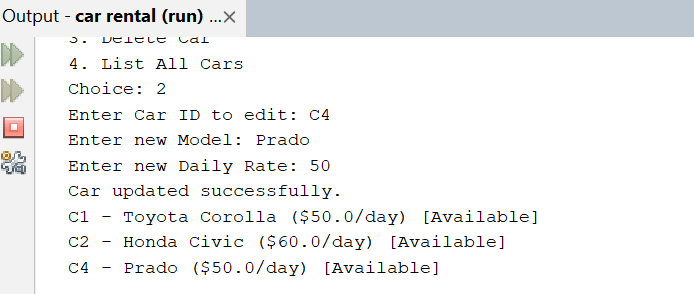 Output - car rental (run) ...×
3. Delete Car
4. List All Cars
Choice: 2
Enter Car ID to edit: C4
Enter new Model: Prado
Enter new Daily Rate: 50
Car updated successfully.
C1 - Toyota Corolla ($50.0/day) [Available]
C2 - Honda Civic ($60.0/day) [Available]
C4 - Prado ($50.0/day) [Available]